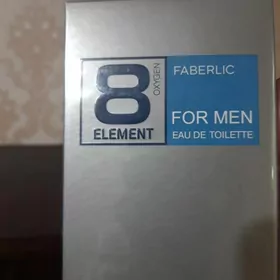 8
OXYGEN
ELEMENT
FABERLIC
FOR MEN
EAU DE TOILETTE